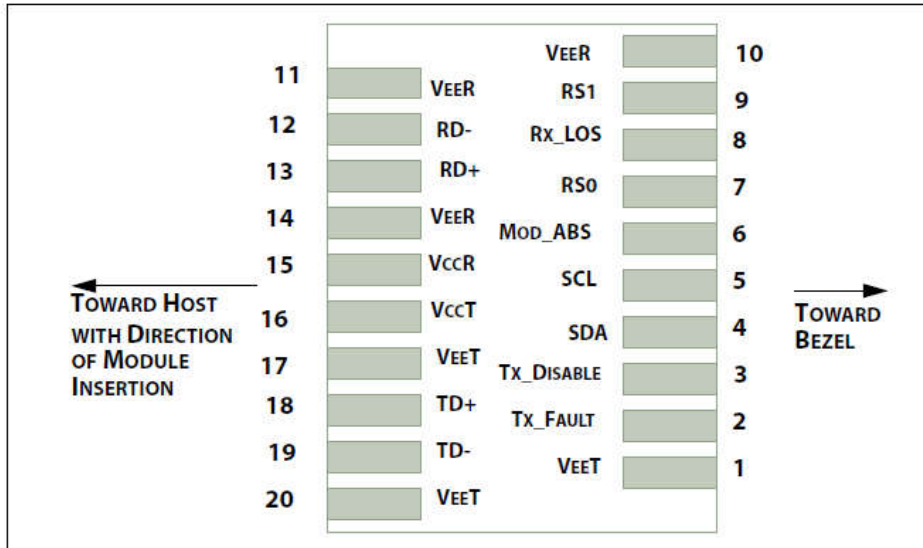 11 VEER
12 RD-
13 RD+
14 VEER
15 VCCR
16 VCCT
17 VEET
18 TD+
19 TD-
20 VEET
VEER 10
RS1 9
RX_LOS 8
RS0 7
MOD_ABS 6
SCL 5
SDA 4
TX_DISABLE 3
TX_FAULT 2
VEET 1
TOWARD HOST
WITH DIRECTION
OF MODULE
INSERTION
TOWARD
BEZEL